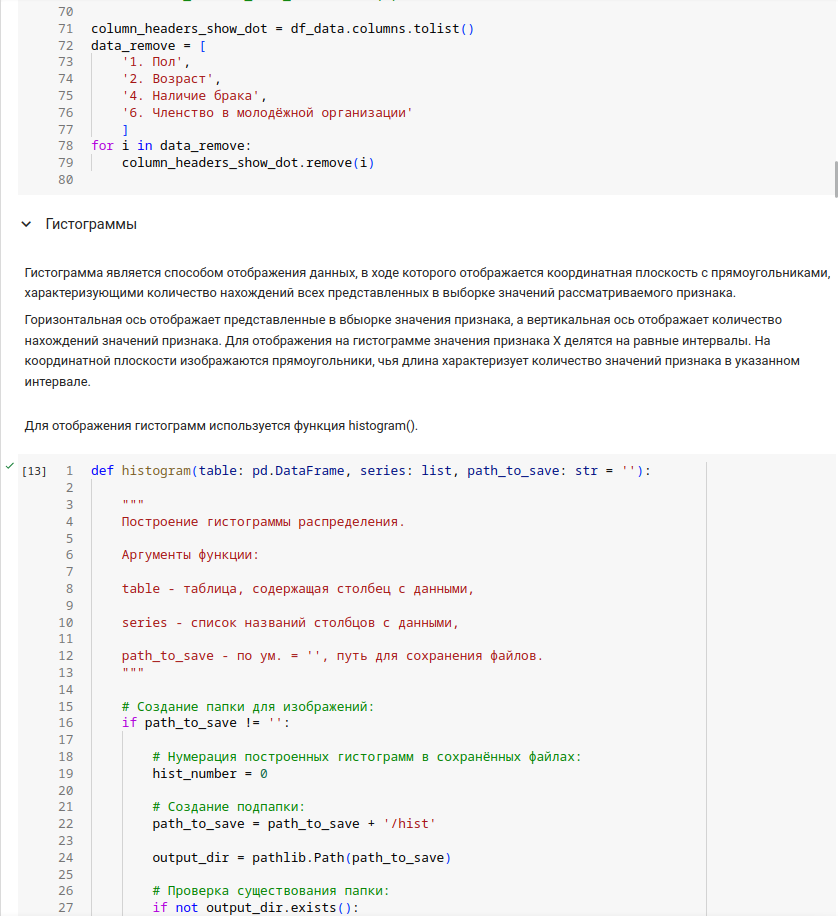 70
71 column_headers_show_dot = df_data.columns.tolist()
72 data_remove = [
73     '1. Пол',
74     '2. Возраст',
75     '4. Наличие брака',
76     '6. Членство в молодёжной организации'
77     ]
78 for i in data_remove:
79     column_headers_show_dot.remove(i)
80
Гистограммы
Гистограмма является способом отображения данных, в ходе которого отображается координатная плоскость с прямоугольниками,
характеризующими количество нахождений всех представленных в выборке значений рассматриваемого признака.
Горизонтальная ось отображает представленные в вбыорке значения признака, а вертикальная ось отображает количество
нахождений значений признака. Для отображения на гистограмме значения признака X делятся на равные интервалы. На
координатной плоскости изображаются прямоугольники, чья длина характеризует количество значений признака в указанном
интервале.
Для отображения гистограмм используется функция histogram().
[13] 1 def histogram(table: pd.DataFrame, series: list, path_to_save: str = ''):
2
3     """
4     Построение гистограммы распределения.
5
6     Аргументы функции:
7
8     table - таблица, содержащая столбец с данными,
9
10     series - список названий столбцов с данными,
11
12     path_to_save - по ум. = '', путь для сохранения файлов.
13     """
14
15     # Создание папки для изображений:
16     if path_to_save != '':
17
18         # Нумерация построенных гистограмм в сохранённых файлах:
19         hist_number = 0
20
21         # Создание подпапки:
22         path_to_save = path_to_save + '/hist'
23
24         output_dir = pathlib.Path(path_to_save)
25
26         # Проверка существования папки:
27         if not output_dir.exists():